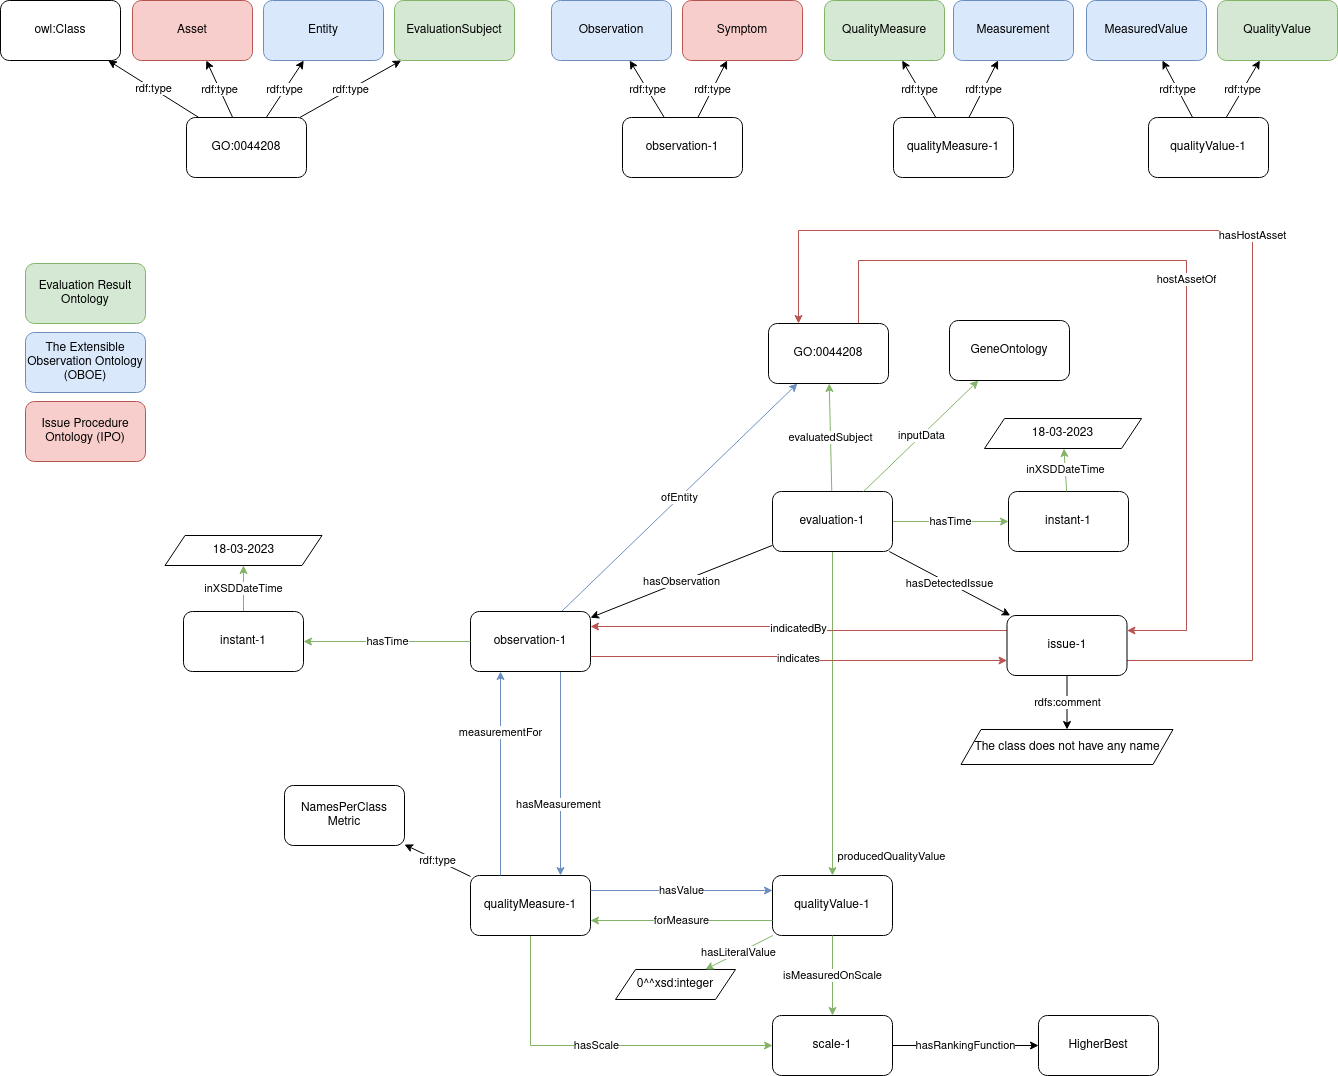 owl:Class
Asset
Entity
EvaluationSubject
Observation
Symptom
QualityMeasure
Measurement
MeasuredValue
QualityValue
rdf:type
rdf:type
rdf:type
rdf:type
rdf:type
rdf:type
rdf:type
rdf:type
rdf:type
rdf:type
GO:0044208
observation-1
qualityMeasure-1
qualityValue-1
hasHostAsset
hostAssetOf
Evaluation Result
Ontology
The Extensible
Observation Ontology
(OBOE)
Issue Procedure
Ontology (IPO)
GO:0044208
GeneOntology
evaluatedSubject
inputData
18-03-2023
inXSDDateTime
ofEntity
evaluation-1
hasTime
instant-1
18-03-2023
inXSDDateTime
hasObservation
hasDetectedIssue
instant-1
hasTime
observation-1
indicatedBy
indicates
issue-1
rdfs:comment
The class does not have any name
measurementFor
hasMeasurement
NamesPerClass
Metric
rdf:type
producedQualityValue
qualityMeasure-1
hasValue
forMeasure
qualityValue-1
hasLiteralValue
0^^xsd:integer
isMeasuredOnScale
hasScale
scale-1
hasRankingFunction
HigherBest